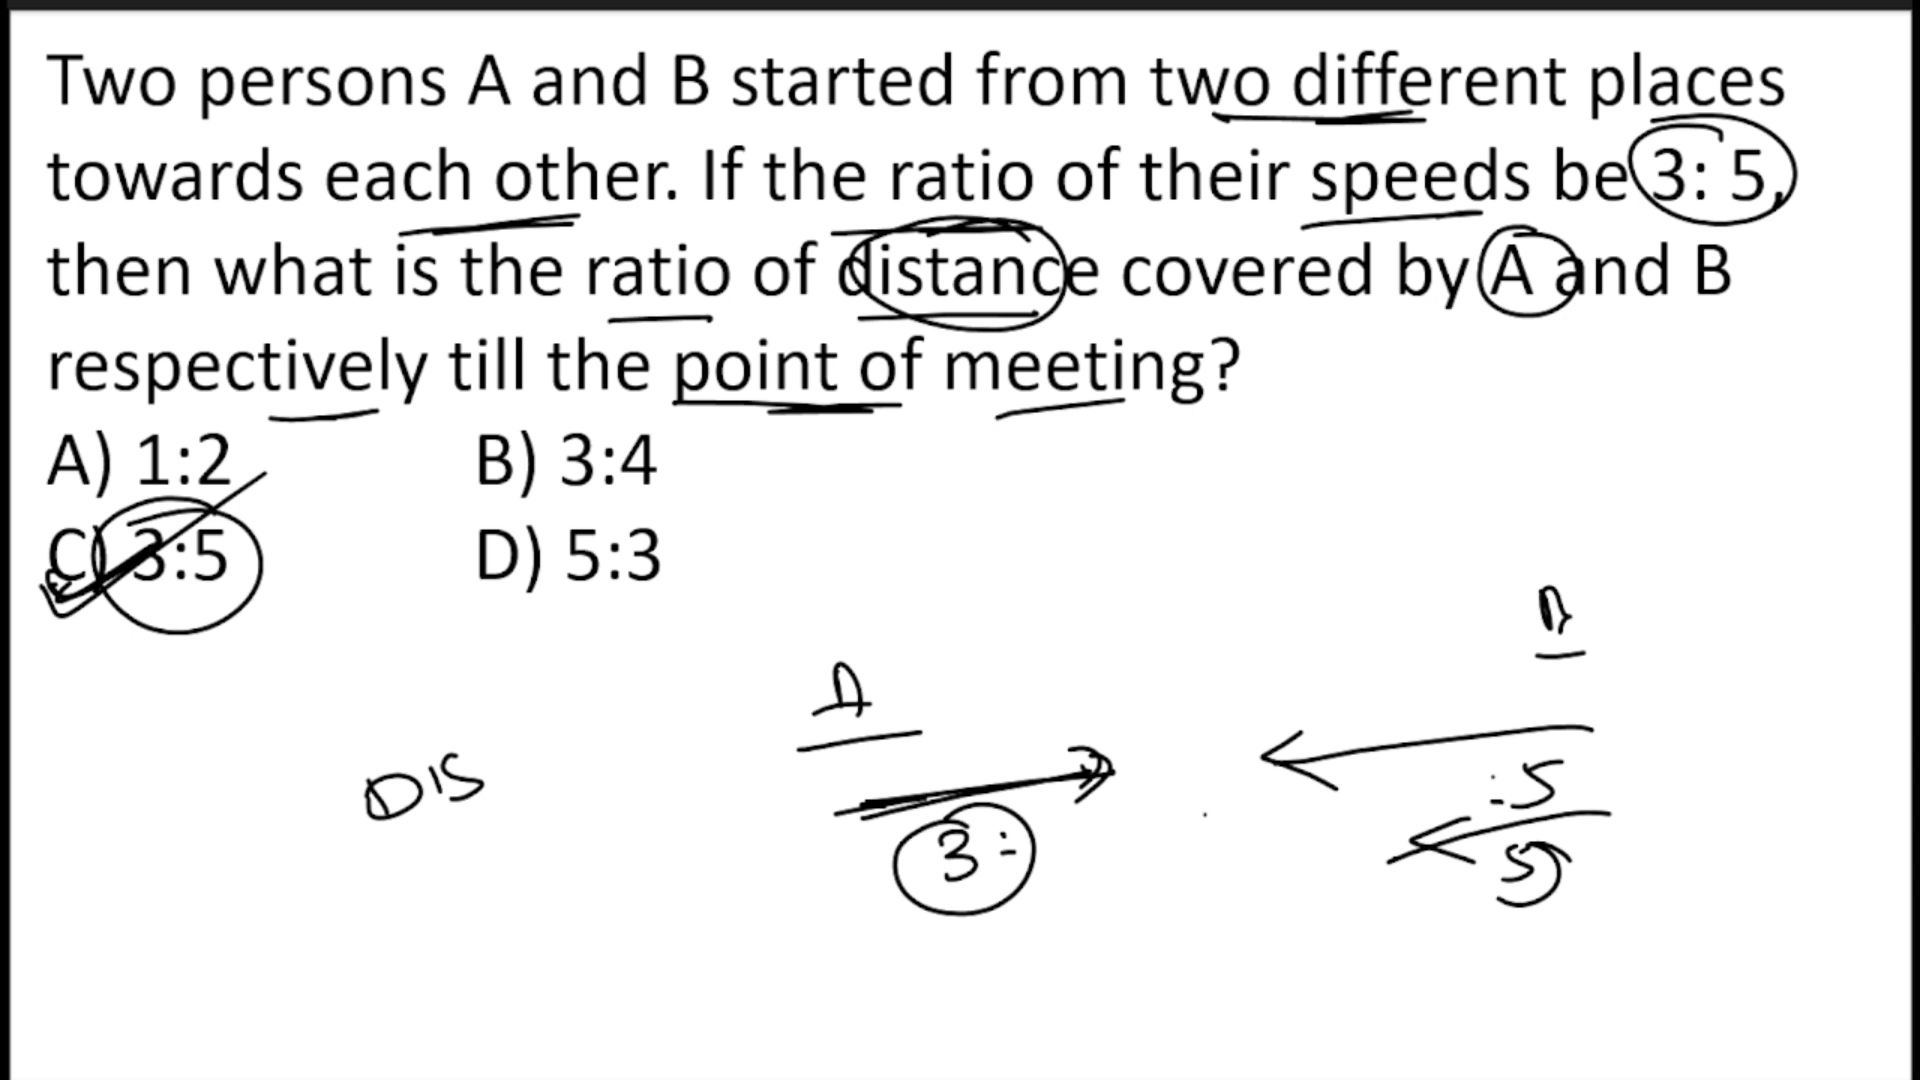 Two persons A and B started from two different places
towards each other. If the ratio of their speeds be 3: 5,
then what is the ratio of distance covered by A and B
respectively till the point of meeting?
A) 1:2 B) 3:4
C) 3:5 D) 5:3
B
A
DIS
:5
3: 5